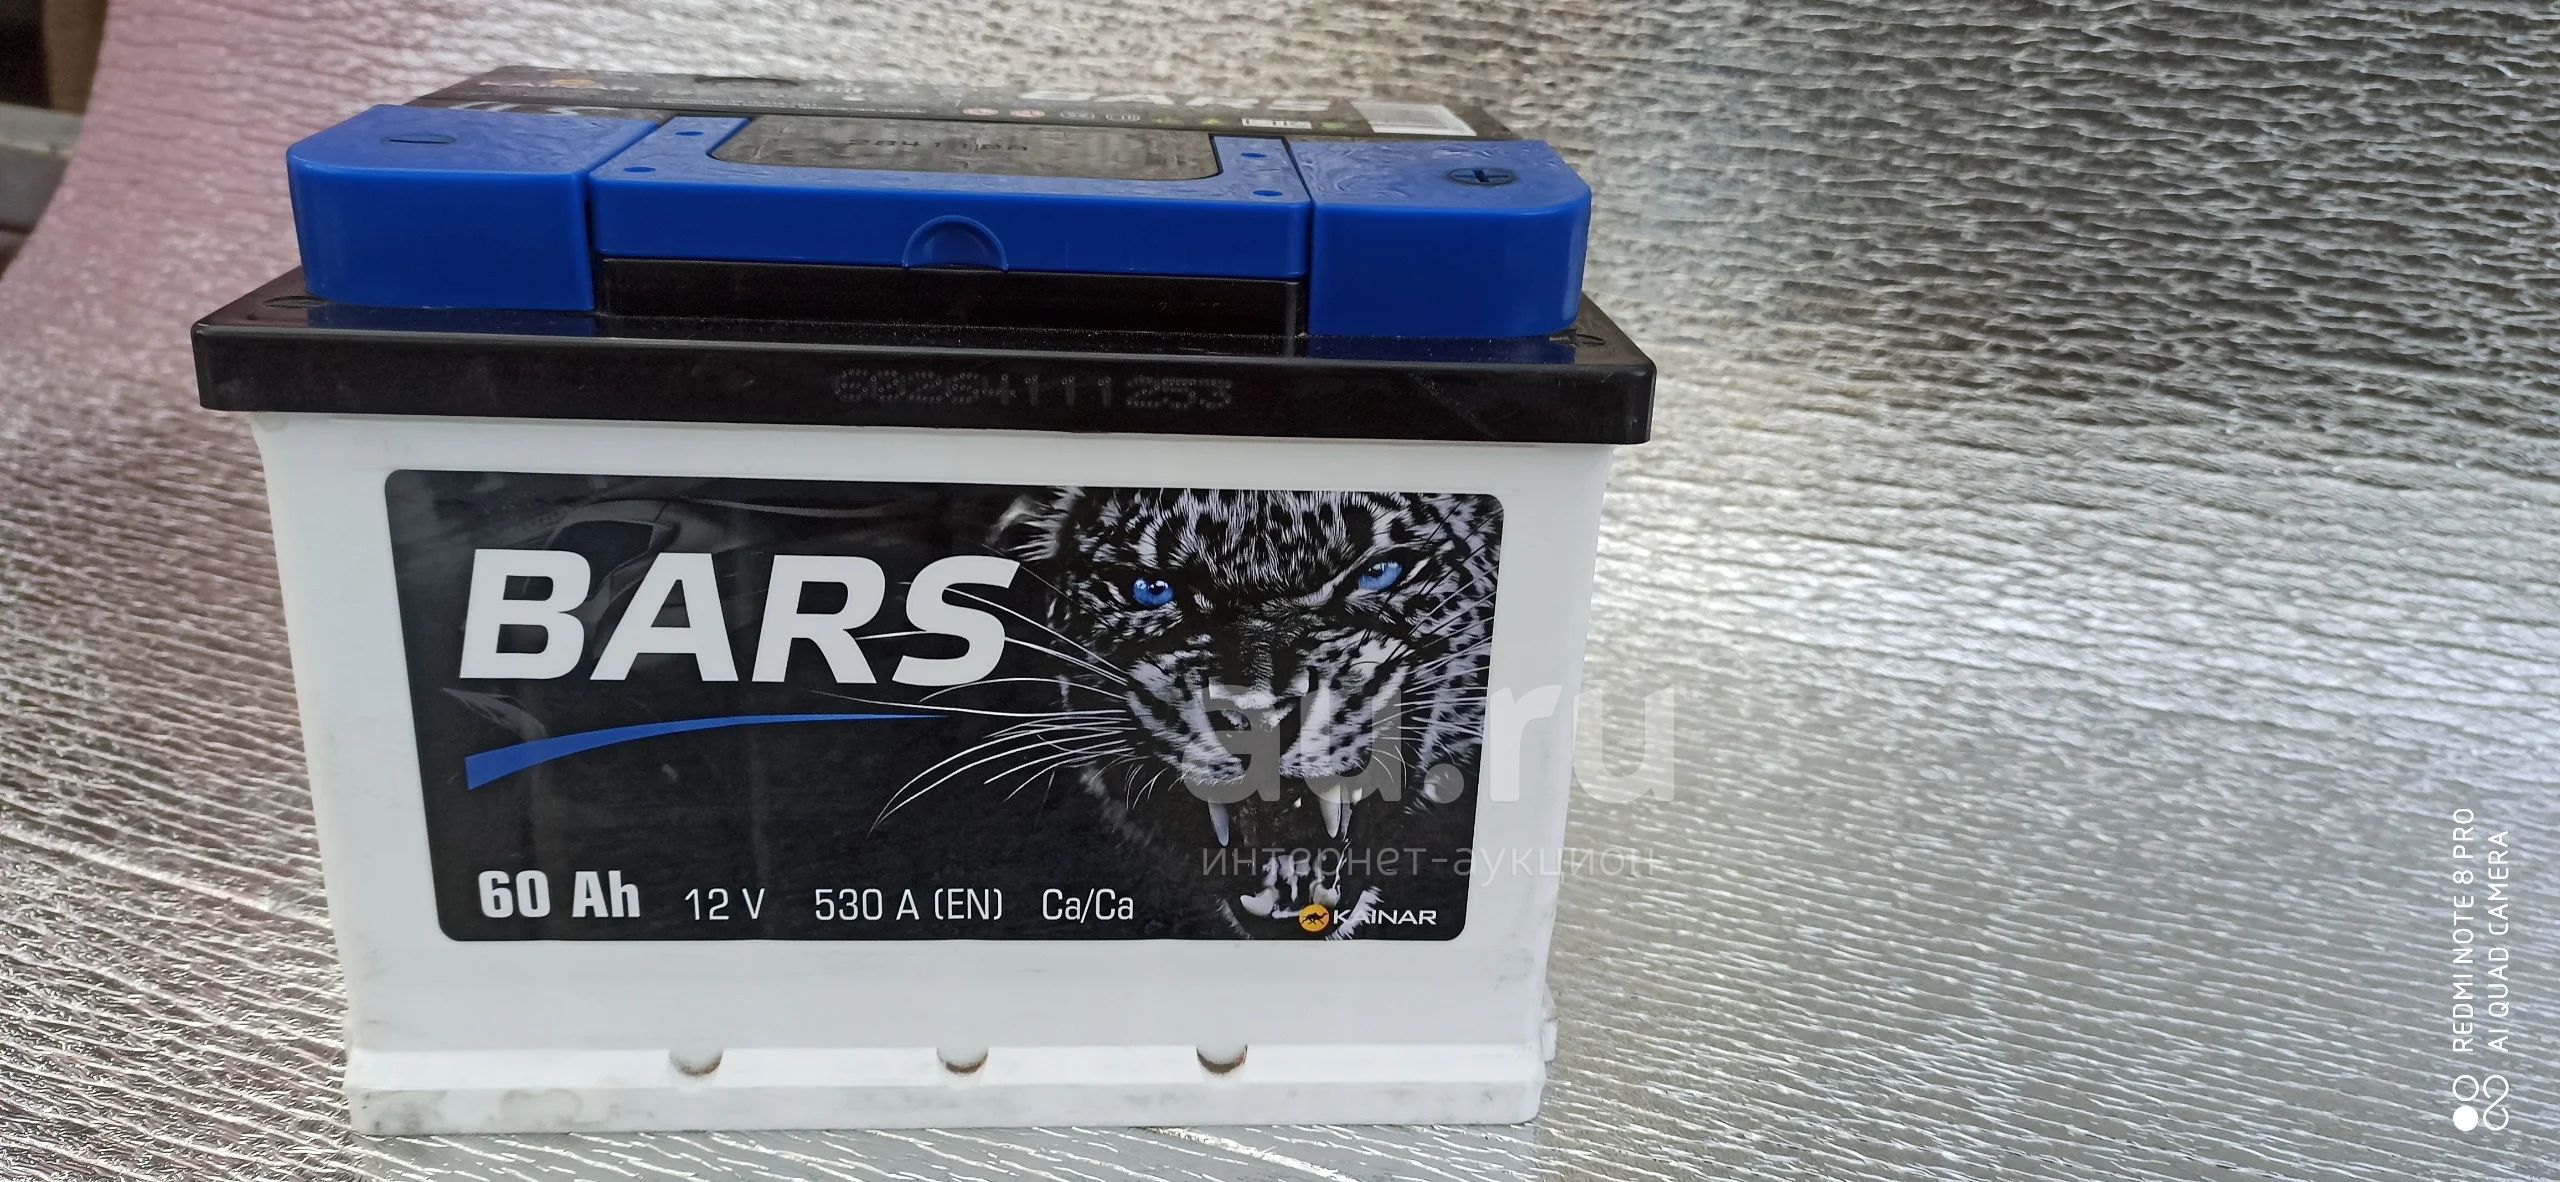 BARS
60 Ah 12 V 530 A (EN) Ca/Ca
KAINAR
au.ru
интернет-аукцион
REDMI NOTE 8 PRO
AI QUAD CAMERA